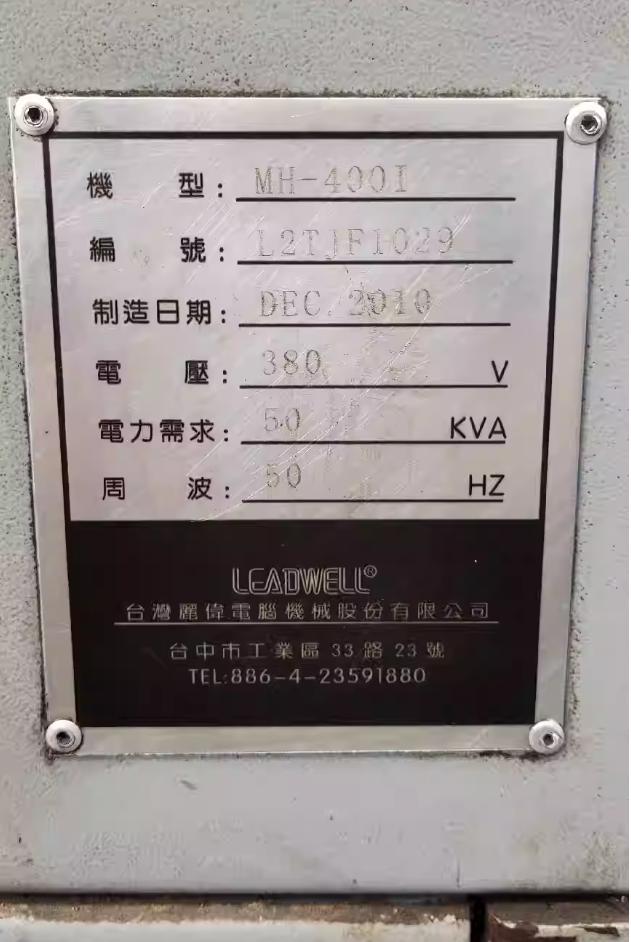 機 型: MH-400I
編 號: L2TJF1029
制造日期: DEC. 2010
電 壓: 380 V
電力需求: 50 KVA
周 波: 50 HZ
LEADWELL®
台灣麗偉電腦機械股份有限公司
台中市工業區 33 路 23 號
TEL:886-4-23591880